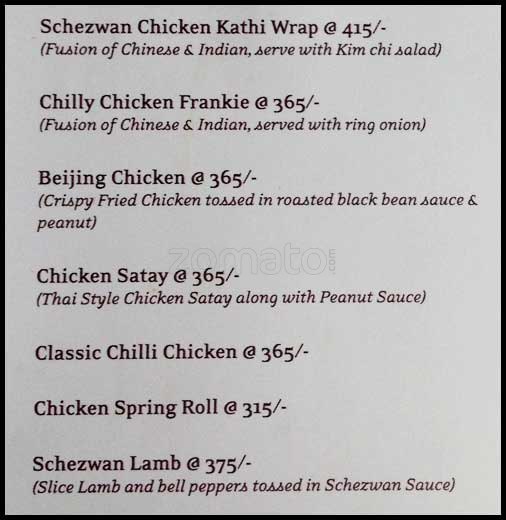 Schezwan Chicken Kathi Wrap @ 415/-
(Fusion of Chinese & Indian, serve with Kim chi salad)
Chilly Chicken Frankie @ 365/-
(Fusion of Chinese & Indian, served with ring onion)
Beijing Chicken @ 365/-
(Crispy Fried Chicken tossed in roasted black bean sauce &
peanut)
zomato.com
Chicken Satay @ 365/-
(Thai Style Chicken Satay along with Peanut Sauce)
Classic Chilli Chicken @ 365/-
Chicken Spring Roll @ 315/-
Schezwan Lamb @ 375/-
(Slice Lamb and bell peppers tossed in Schezwan Sauce)